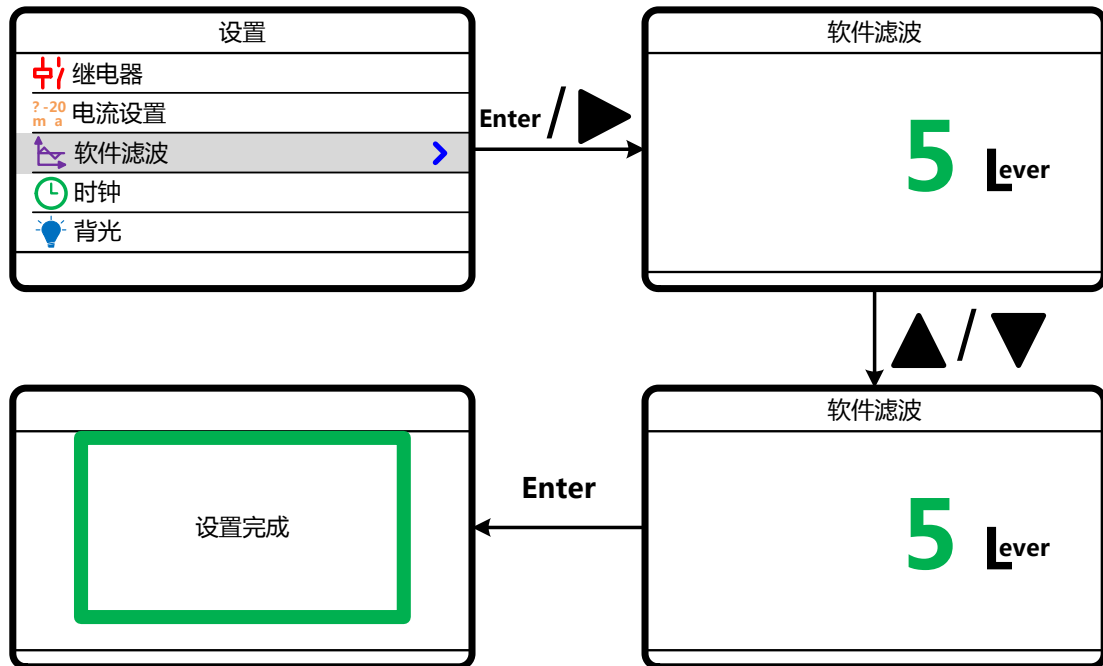 设置
继电器
? -20
m a
电流设置
软件滤波
时钟
背光
Enter /
软件滤波
5 Lever
/
软件滤波
5 Lever
Enter
设置完成